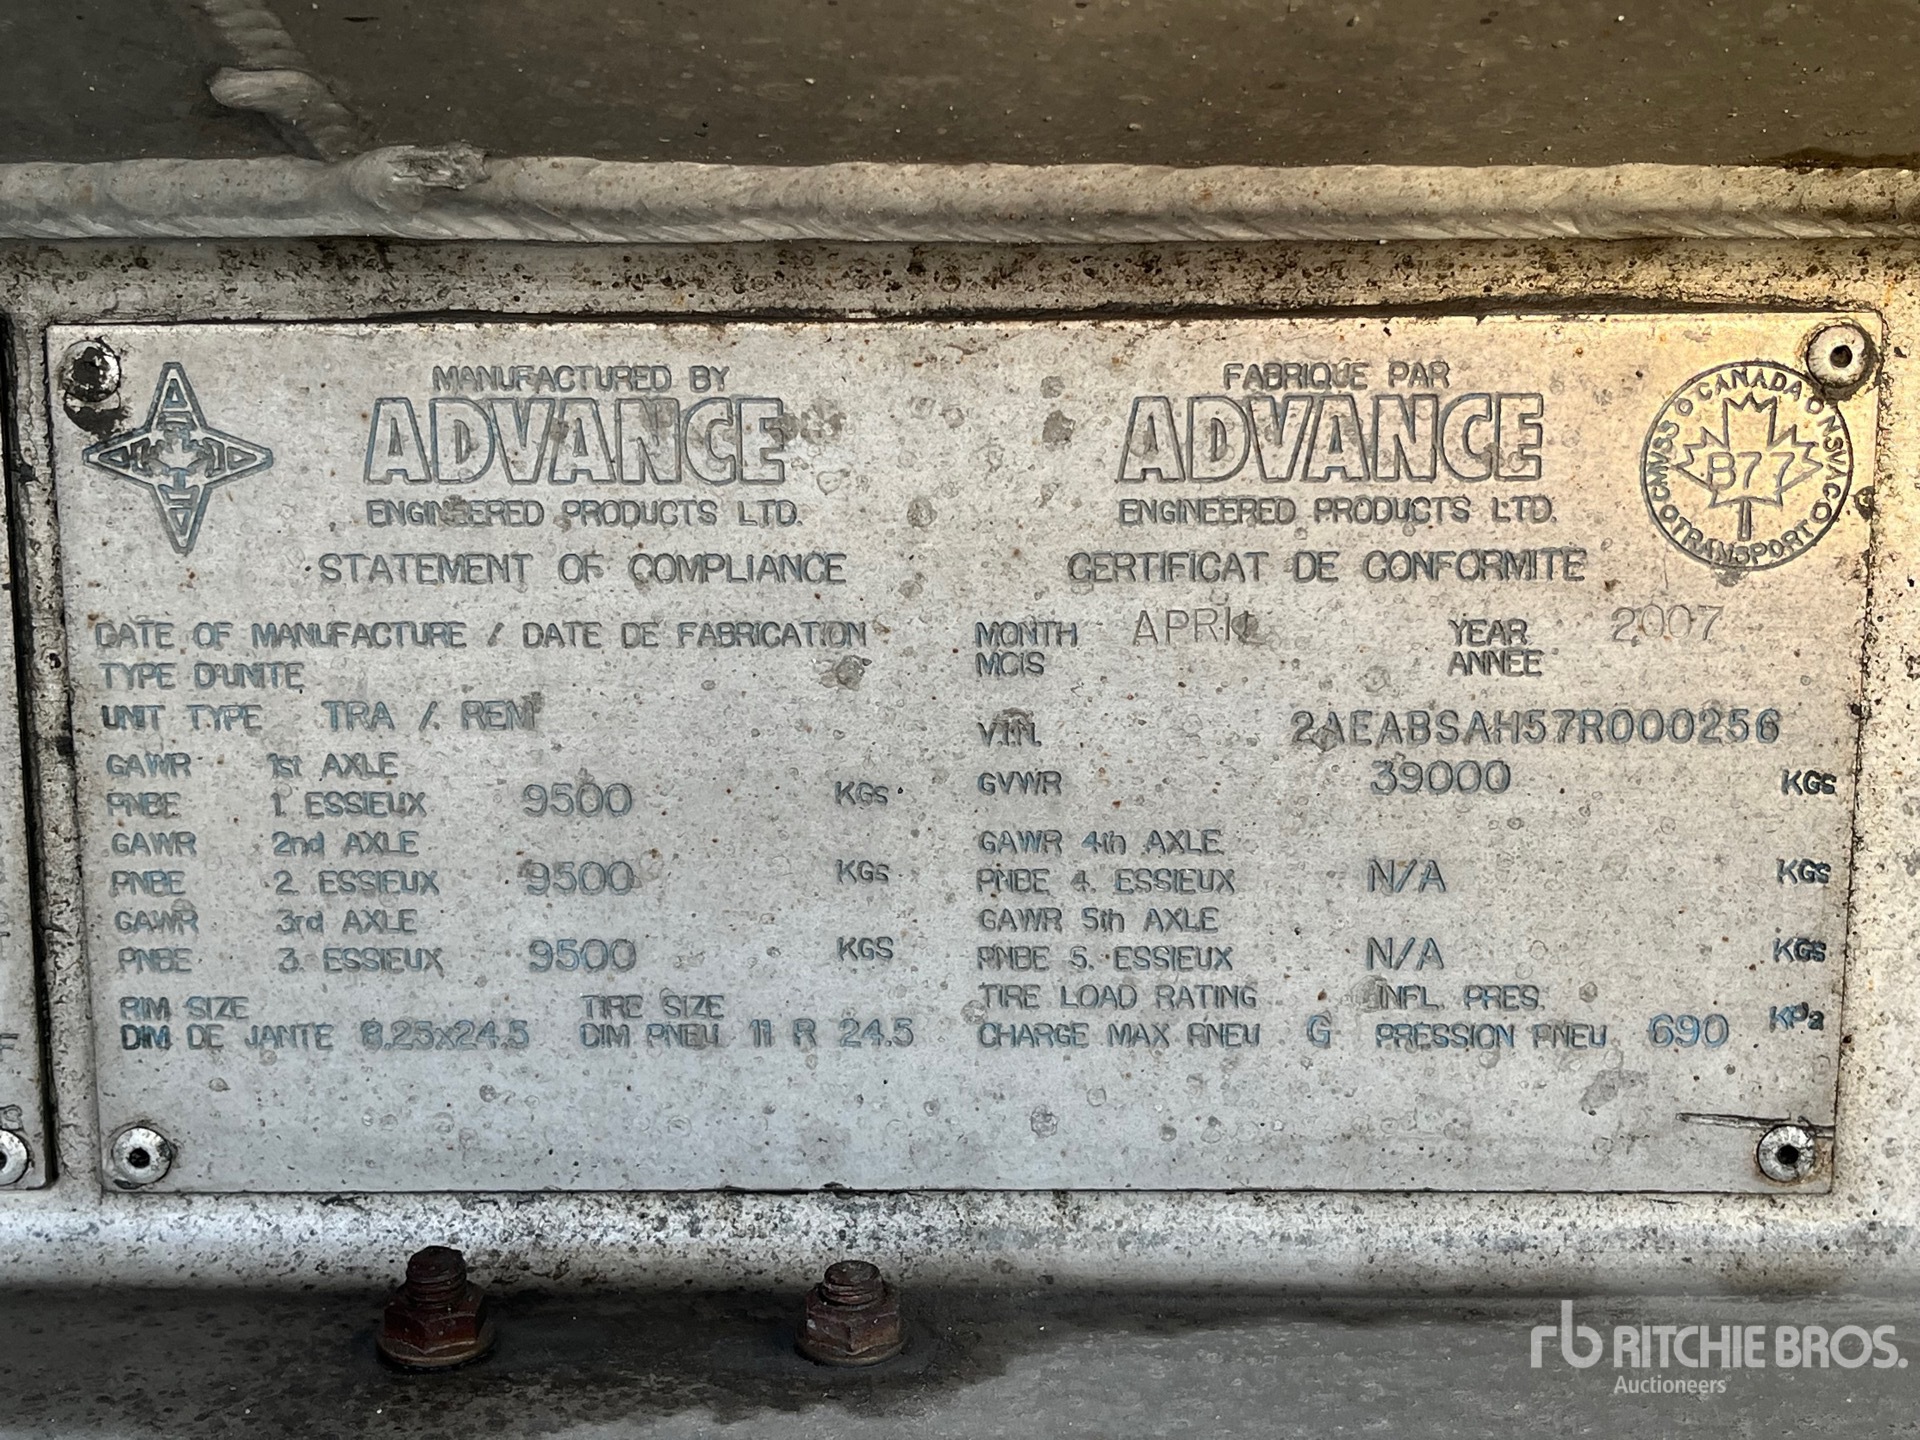 MANUFACTURED BY
ADVANCE
ENGINEERED PRODUCTS LTD.
STATEMENT OF COMPLIANCE
FABRIQUE PAR
ADVANCE
ENGINEERED PRODUCTS LTD.
CERTIFICAT DE CONFORMITE
CANADA NSVAC TRANSPORT CMVSS
B77
DATE OF MANUFACTURE / DATE DE FABRICATION MONTH APRIL YEAR 2007
MOIS ANNEE
TYPE D'UNITE
UNIT TYPE TRA / REM V.I.N. 2AEABSAH57R000256
GAWR 1st AXLE
PNBE 1. ESSIEUX 9500 KGs GVWR 39000 KGs
GAWR 2nd AXLE GAWR 4th AXLE
PNBE 2. ESSIEUX 9500 KGs PNBE 4. ESSIEUX N/A KGs
GAWR 3rd AXLE GAWR 5th AXLE
PNBE 3. ESSIEUX 9500 KGS PNBE 5. ESSIEUX N/A KGs
RIM SIZE TIRE SIZE TIRE LOAD RATING INFL. PRES.
DIM DE JANTE 8.25x24.5 DIM PNEU 11 R 24.5 CHARGE MAX PNEU G PRESSION PNEU 690 KPa
rb RITCHIE BROS.
Auctioneers